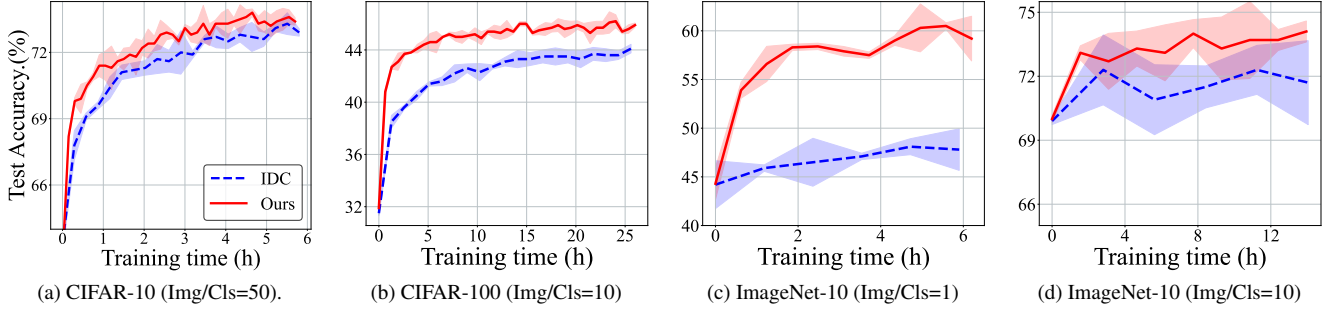 Test Accuracy.(%)
72
69
66
IDC
Ours
0 1 2 3 4 5 6
Training time (h)
(a) CIFAR-10 (Img/Cls=50).
44
40
36
32
0 5 10 15 20 25
Training time (h)
(b) CIFAR-100 (Img/Cls=10)
60
55
50
45
40
0 2 4 6
Training time (h)
(c) ImageNet-10 (Img/Cls=1)
75
72
69
66
0 4 8 12
Training time (h)
(d) ImageNet-10 (Img/Cls=10)